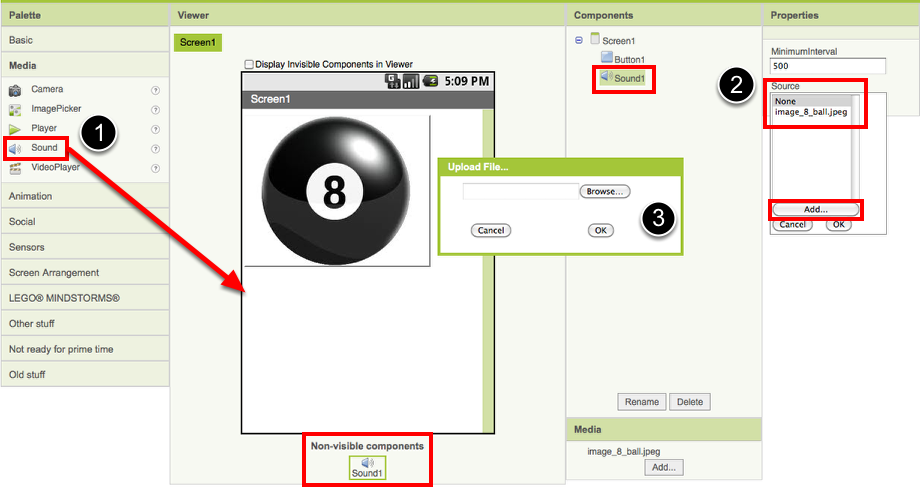 Palette
Basic
Media
Camera ?
ImagePicker ?
Player ?
Sound ?
VideoPlayer ?
Animation
Social
Sensors
Screen Arrangement
LEGO® MINDSTORMS®
Other stuff
Not ready for prime time
Old stuff
1
Viewer
Screen1
Display Invisible Components in Viewer
5:09 PM
Screen1
8
Non-visible components
Sound1
Upload File...
Browse...
Cancel OK
3
Components
Screen1
Button1
Sound1
Rename Delete
Media
image_8_ball.jpeg
Add...
Properties
MinimumInterval
500
2
Source
None
image_8_ball.jpeg
Add...
Cancel OK